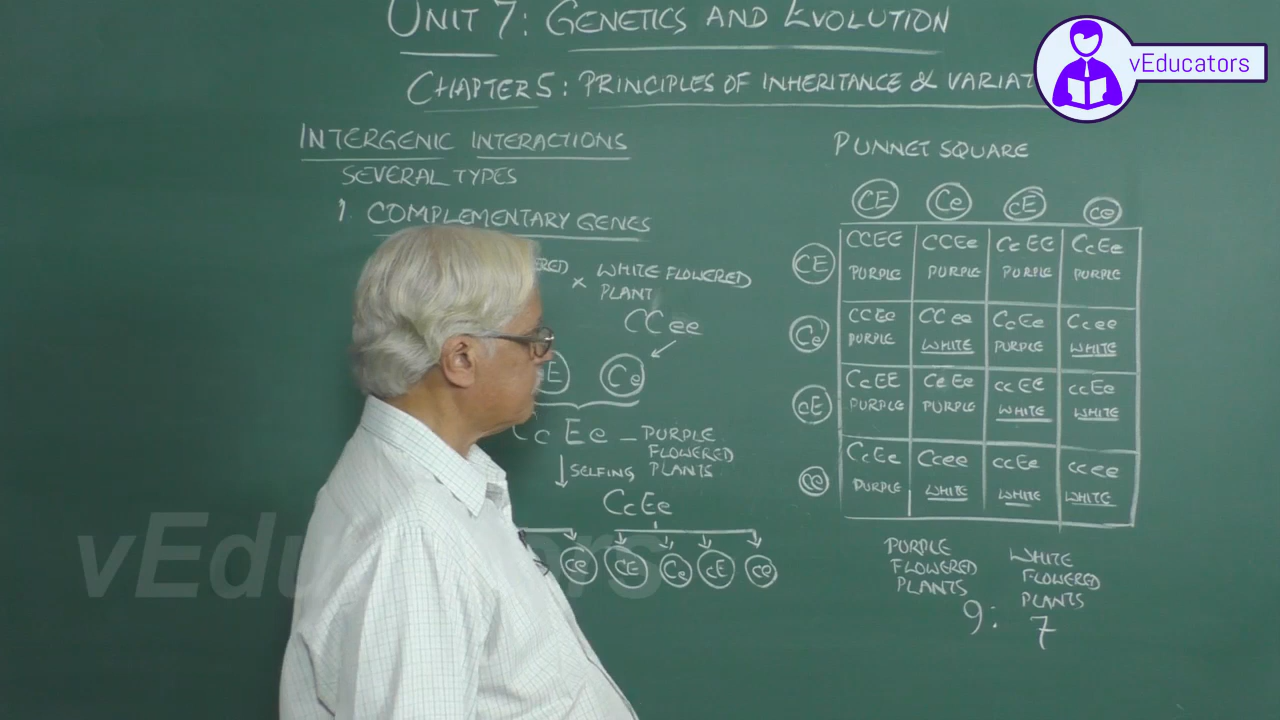 UNIT 7: GENETICS AND EVOLUTION
CHAPTER 5: PRINCIPLES OF INHERITANCE & VARIAT
vEducators
INTERGENIC INTERACTIONS
SEVERAL TYPES
1. COMPLEMENTARY GENES
WHITE FLOWERED
× PLANT
CCee
E Ce
CcEe – PURPLE
FLOWERED
SELFING PLANTS
CcEe
Ce CE Ce cE ce
PUNNET SQUARE
CE Ce cE ce
CE CCEE CCEe CcEE CcEe
PURPLE PURPLE PURPLE PURPLE
Ce CCEe CCee CcEe Ccee
PURPLE WHITE PURPLE WHITE
cE CcEE CcEe ccEE ccEe
PURPLE PURPLE WHITE WHITE
ce CcEe Ccee ccEe ccee
PURPLE WHITE WHITE WHITE
PURPLE WHITE
FLOWERED FLOWERED
PLANTS PLANTS
9: 7
vEducators